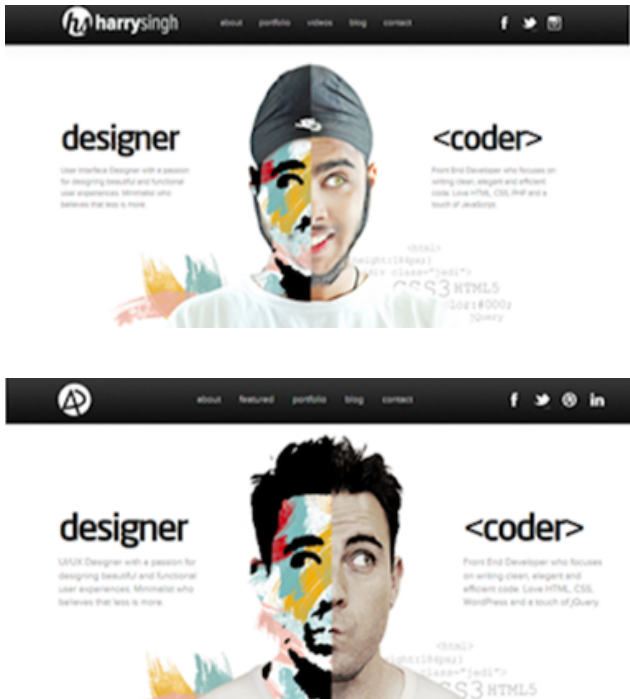 harrysingh
about portfolio videos blog contact
designer
<coder>
User Interface Designer with a passion
for designing beautiful and functional
user experiences. Minimalist who
believes that less is more.
Front End Developer who focuses on
writing clean, elegant and efficient
code. Love HTML, CSS, PHP and a
touch of JavaScript.
<html>
height:184px;}
div class="jedi">
CSS3 HTML5
color:#000;
jQuery
about featured portfolio blog contact
designer
<coder>
UI/UX Designer with a passion for
designing beautiful and functional
user experiences. Minimalist who
believes that less is more.
Front End Developer who focuses
on writing clean, elegant and
efficient code. Love HTML, CSS,
WordPress and a touch of jQuery
<html>
ight:184px;}
s="jedi">
SS3 HTML5